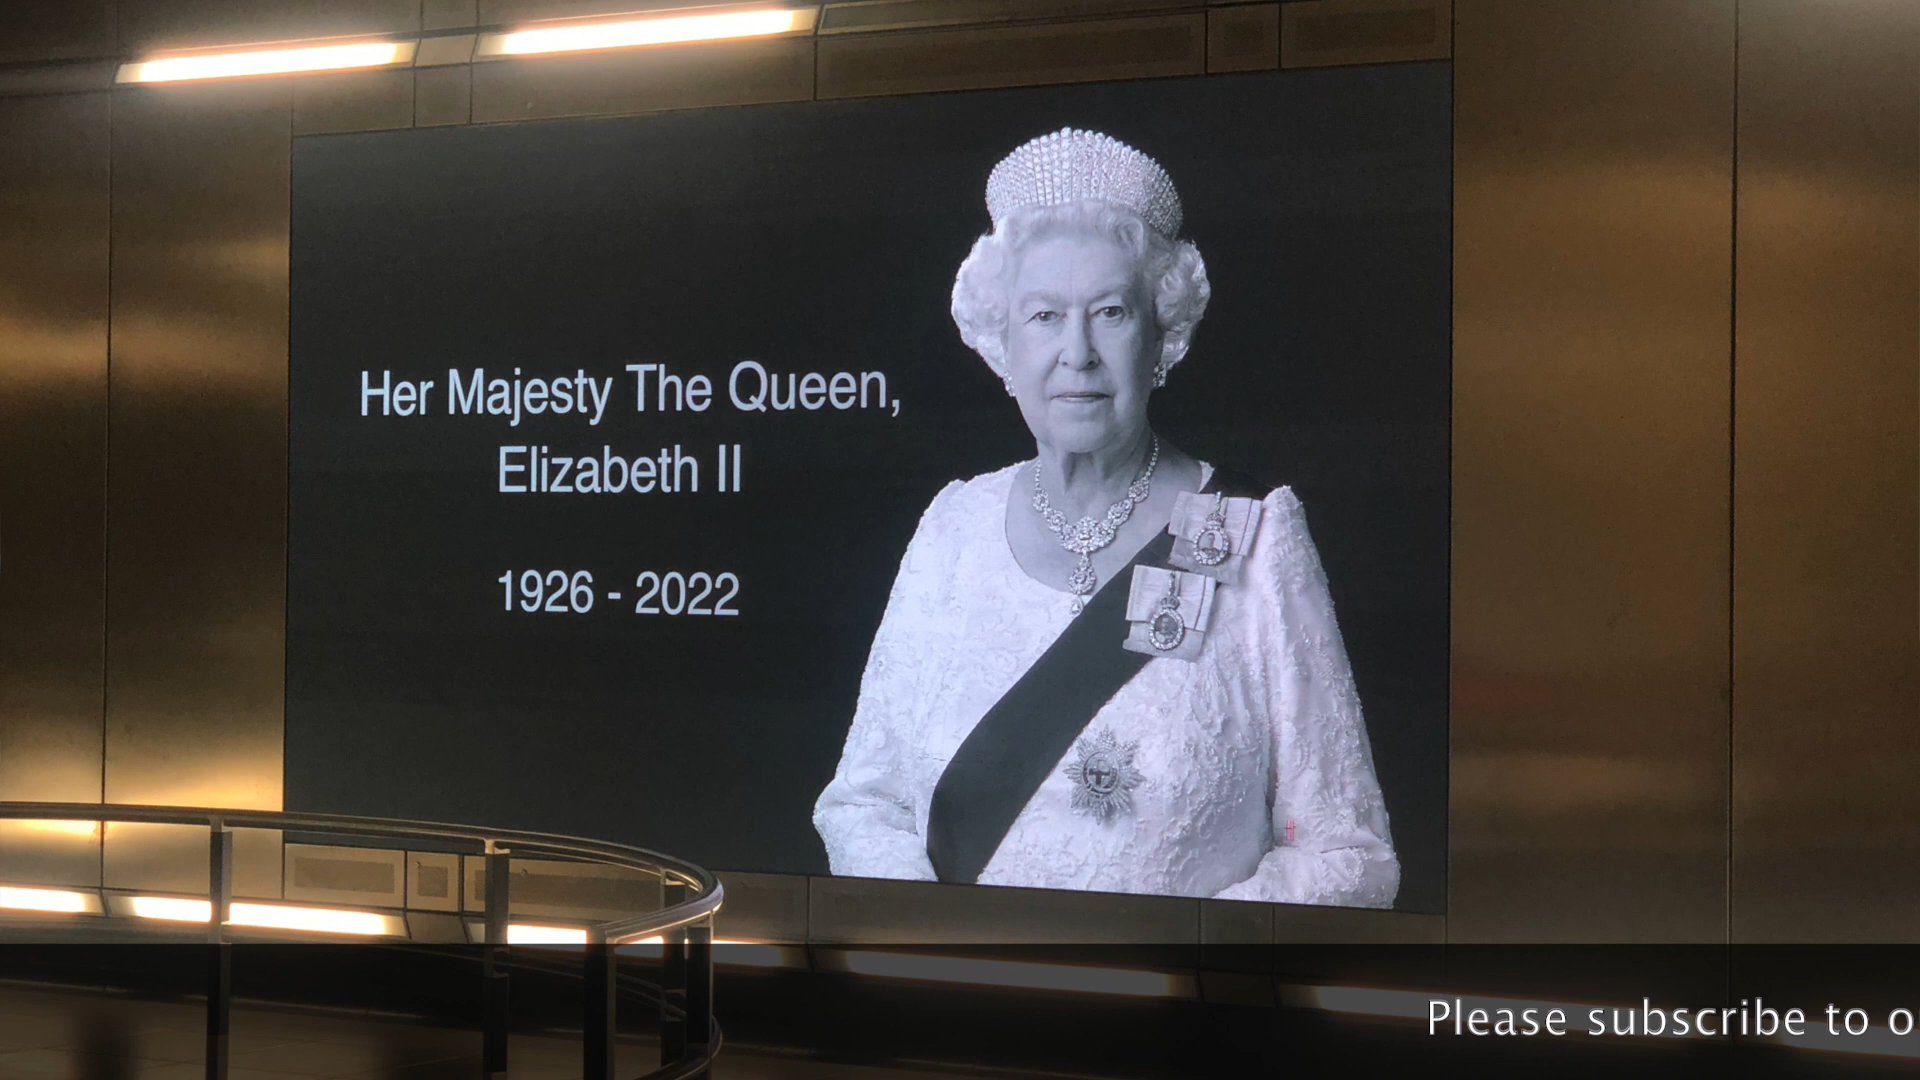 Her Majesty The Queen,
Elizabeth II
1926 - 2022
Please subscribe to o